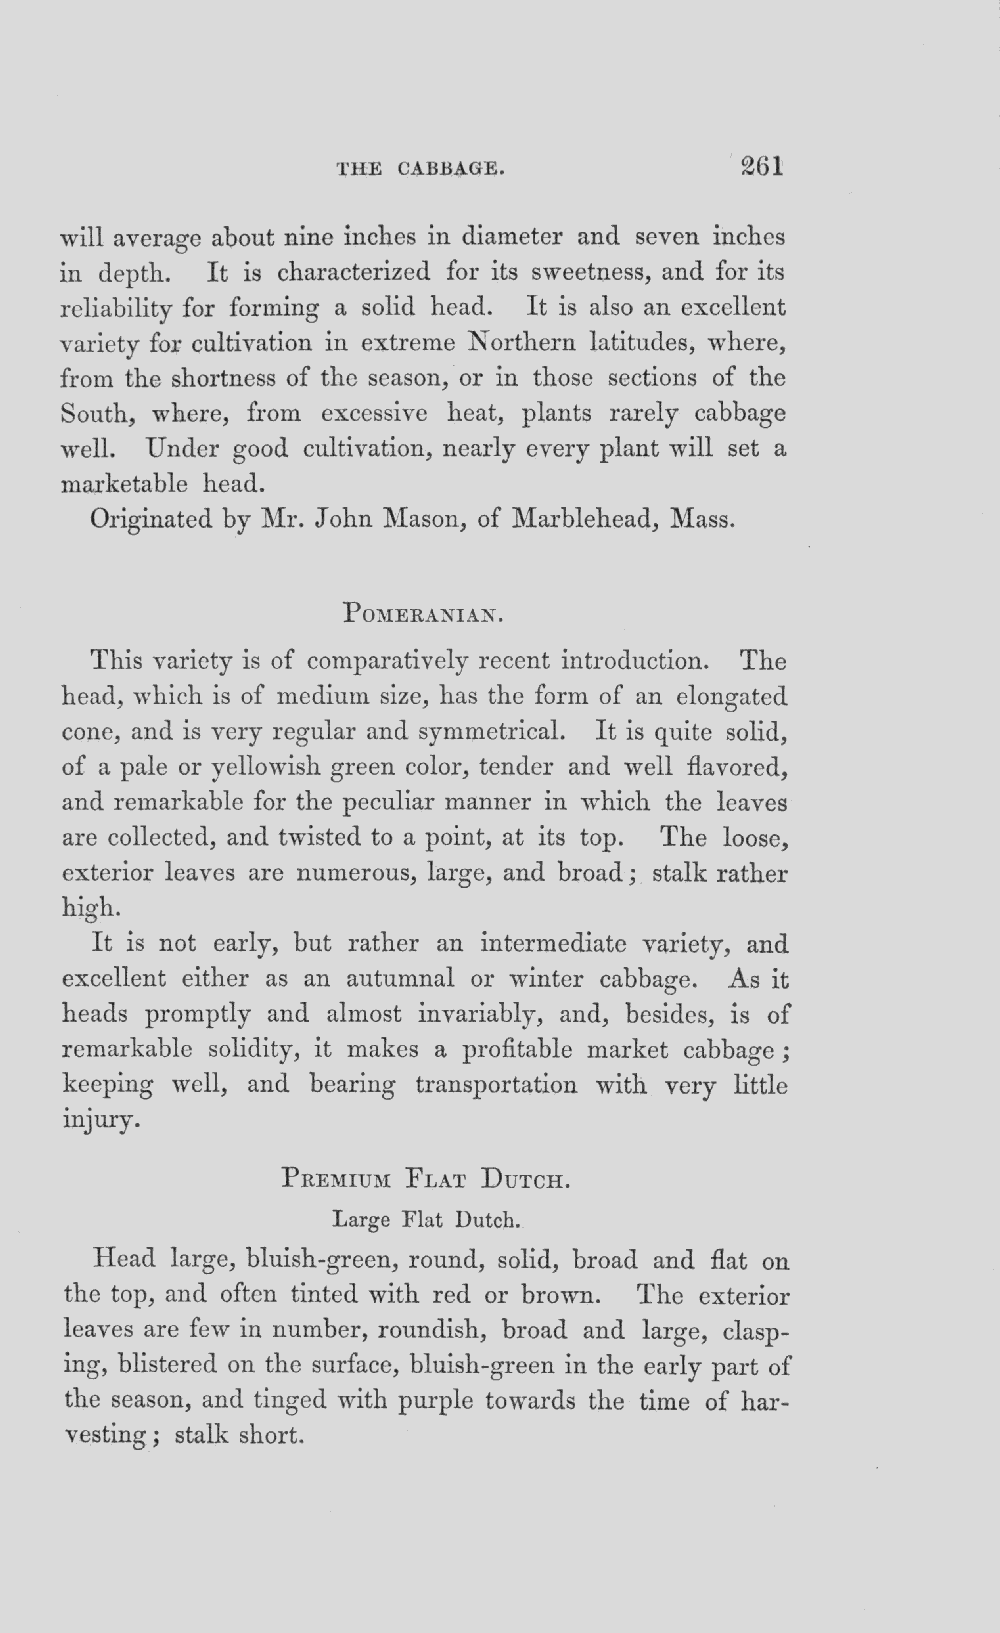 THE CABBAGE. 261
will average about nine inches in diameter and seven inches
in depth. It is characterized for its sweetness, and for its
reliability for forming a solid head. It is also an excellent
variety for cultivation in extreme Northern latitudes, where,
from the shortness of the season, or in those sections of the
South, where, from excessive heat, plants rarely cabbage
well. Under good cultivation, nearly every plant will set a
marketable head.
Originated by Mr. John Mason, of Marblehead, Mass.
POMERANIAN.
This variety is of comparatively recent introduction. The
head, which is of medium size, has the form of an elongated
cone, and is very regular and symmetrical. It is quite solid,
of a pale or yellowish green color, tender and well flavored,
and remarkable for the peculiar manner in which the leaves
are collected, and twisted to a point, at its top. The loose,
exterior leaves are numerous, large, and broad; stalk rather
high.
It is not early, but rather an intermediate variety, and
excellent either as an autumnal or winter cabbage. As it
heads promptly and almost invariably, and, besides, is of
remarkable solidity, it makes a profitable market cabbage;
keeping well, and bearing transportation with very little
injury.
PREMIUM FLAT DUTCH.
Large Flat Dutch.
Head large, bluish-green, round, solid, broad and flat on
the top, and often tinted with red or brown. The exterior
leaves are few in number, roundish, broad and large, clasp-
ing, blistered on the surface, bluish-green in the early part of
the season, and tinged with purple towards the time of har-
vesting; stalk short.